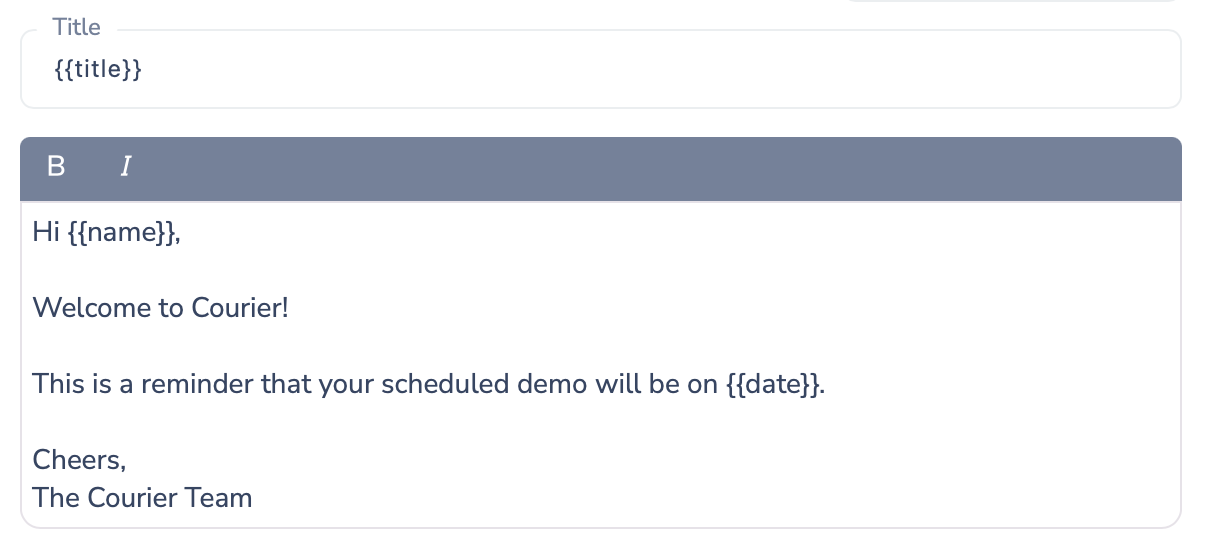 Title
{{title}}
B I
Hi {{name}},
Welcome to Courier!
This is a reminder that your scheduled demo will be on {{date}}.
Cheers,
The Courier Team